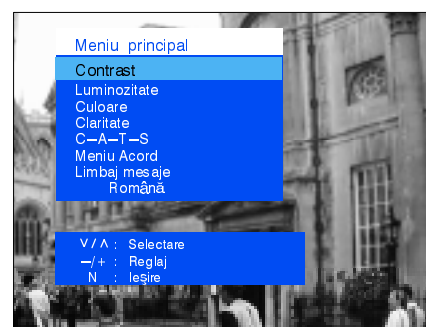 Meniu principal
Contrast
Luminozitate
Culoare
Claritate
C—A—T—S
Meniu Acord
Limbaj mesaje
Română
∨/∧ : Selectare
—/+ : Reglaj
N : Ieşire